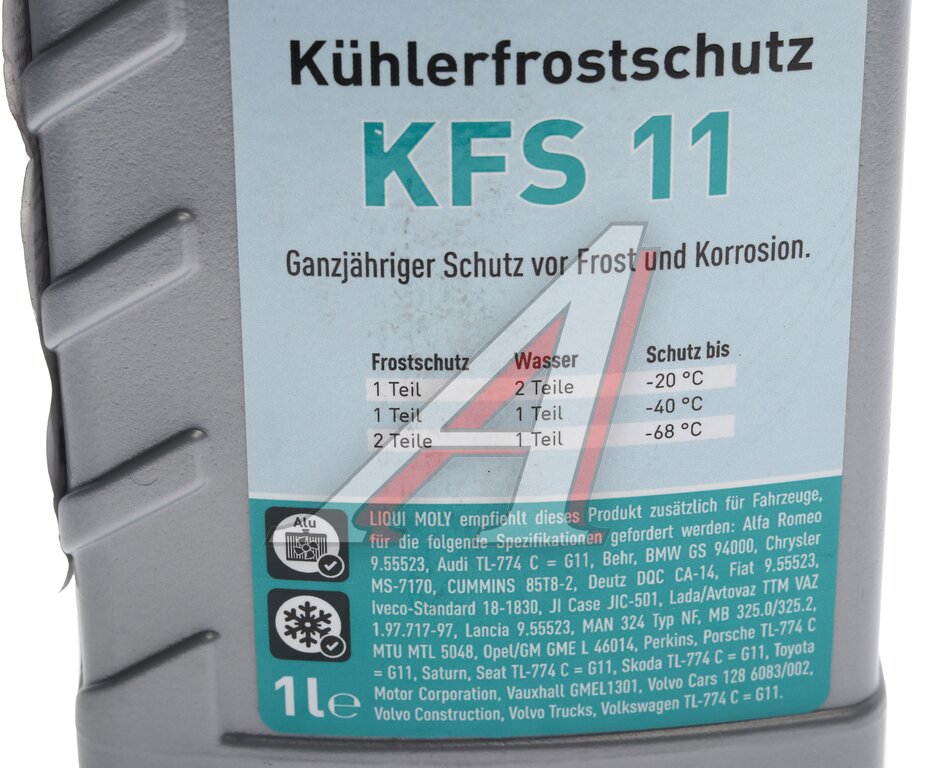 Kühlerfrostschutz
KFS 11
Ganzjähriger Schutz vor Frost und Korrosion.
Frostschutz Wasser Schutz bis
1 Teil 2 Teile -20 °C
1 Teil 1 Teil -40 °C
2 Teile 1 Teil -68 °C
Alu
LIQUI MOLY empfiehlt dieses Produkt zusätzlich für Fahrzeuge,
für die folgende Spezifikationen gefordert werden: Alfa Romeo
9.55523, Audi TL-774 C = G11, Behr, BMW GS 94000, Chrysler
MS-7170, CUMMINS 85T8-2, Deutz DQC CA-14, Fiat 9.55523,
Iveco-Standard 18-1830, JI Case JIC-501, Lada/Avtovaz TTM VAZ
1.97.717-97, Lancia 9.55523, MAN 324 Typ NF, MB 325.0/325.2,
MTU MTL 5048, Opel/GM GME L 46014, Perkins, Porsche TL-774 C
= G11, Saturn, Seat TL-774 C = G11, Skoda TL-774 C = G11, Toyota
Motor Corporation, Vauxhall GMEL1301, Volvo Cars 128 6083/002,
Volvo Construction, Volvo Trucks, Volkswagen TL-774 C = G11.
1l e